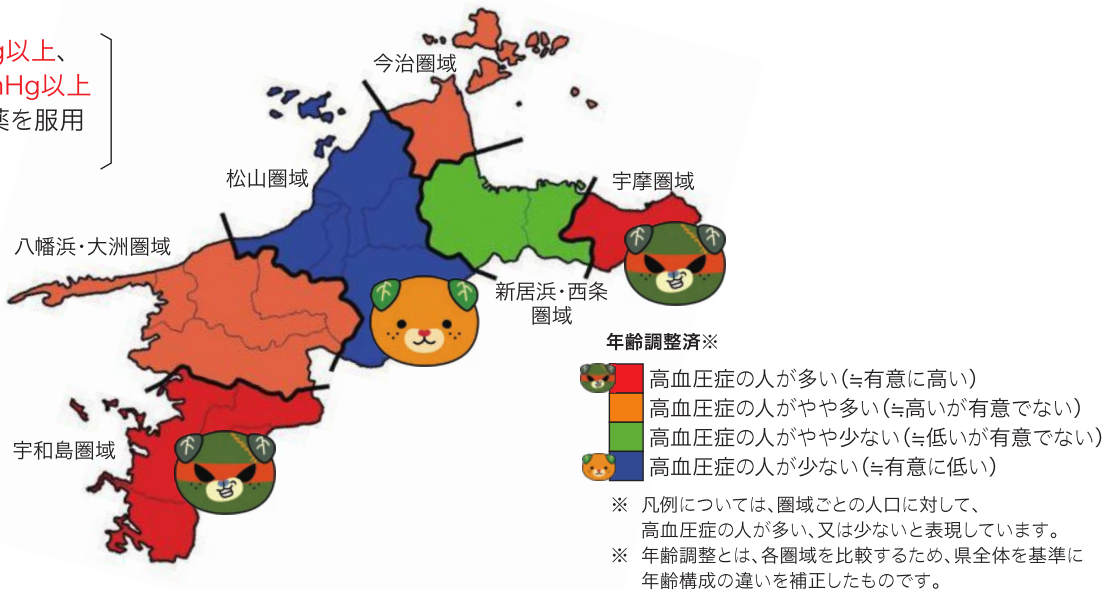 g以上、
mHg以上
薬を服用
今治圏域
松山圏域
宇摩圏域
八幡浜・大洲圏域
新居浜・西条
圏域
宇和島圏域
年齢調整済※
高血圧症の人が多い(≒有意に高い)
高血圧症の人がやや多い(≒高いが有意でない)
高血圧症の人がやや少ない(≒低いが有意でない)
高血圧症の人が少ない(≒有意に低い)
※ 凡例については、圏域ごとの人口に対して、
高血圧症の人が多い、又は少ないと表現しています。
※ 年齢調整とは、各圏域を比較するため、県全体を基準に
年齢構成の違いを補正したものです。